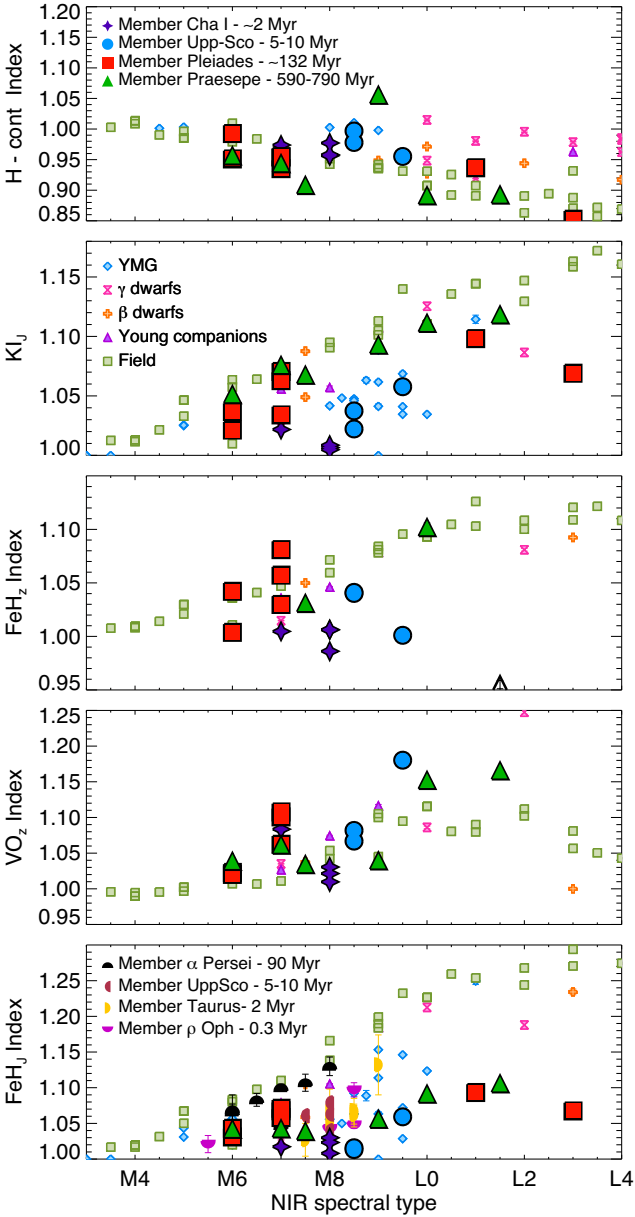 1.20
1.15
1.10
1.05
1.00
0.95
0.90
0.85
H - cont Index
Member Cha I - ~2 Myr
Member Upp-Sco - 5-10 Myr
Member Pleiades - ~132 Myr
Member Praesepe - 590-790 Myr
1.15
1.10
1.05
1.00
KIJ
YMG
γ dwarfs
β dwarfs
Young companions
Field
1.10
1.05
1.00
0.95
FeHz Index
1.25
1.20
1.15
1.10
1.05
1.00
0.95
VOz Index
1.25
1.20
1.15
1.10
1.05
1.00
FeHJ Index
Member α Persei - 90 Myr
Member UppSco - 5-10 Myr
Member Taurus- 2 Myr
Member ρ Oph - 0.3 Myr
M4 M6 M8 L0 L2 L4
NIR spectral type